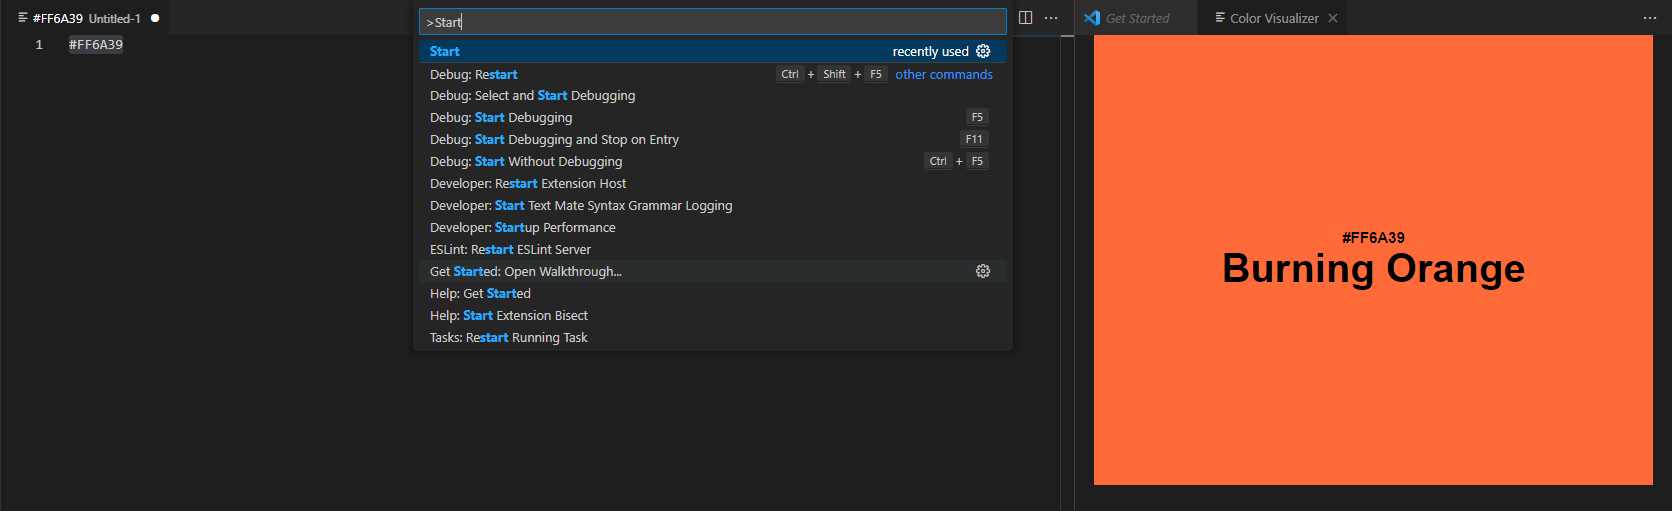 #FF6A39 Untitled-1
1 #FF6A39
>Start
Start recently used
Debug: Restart Ctrl + Shift + F5 other commands
Debug: Select and Start Debugging
Debug: Start Debugging F5
Debug: Start Debugging and Stop on Entry F11
Debug: Start Without Debugging Ctrl + F5
Developer: Restart Extension Host
Developer: Start Text Mate Syntax Grammar Logging
Developer: Startup Performance
ESLint: Restart ESLint Server
Get Started: Open Walkthrough...
Help: Get Started
Help: Start Extension Bisect
Tasks: Restart Running Task
Get Started Color Visualizer
#FF6A39
Burning Orange